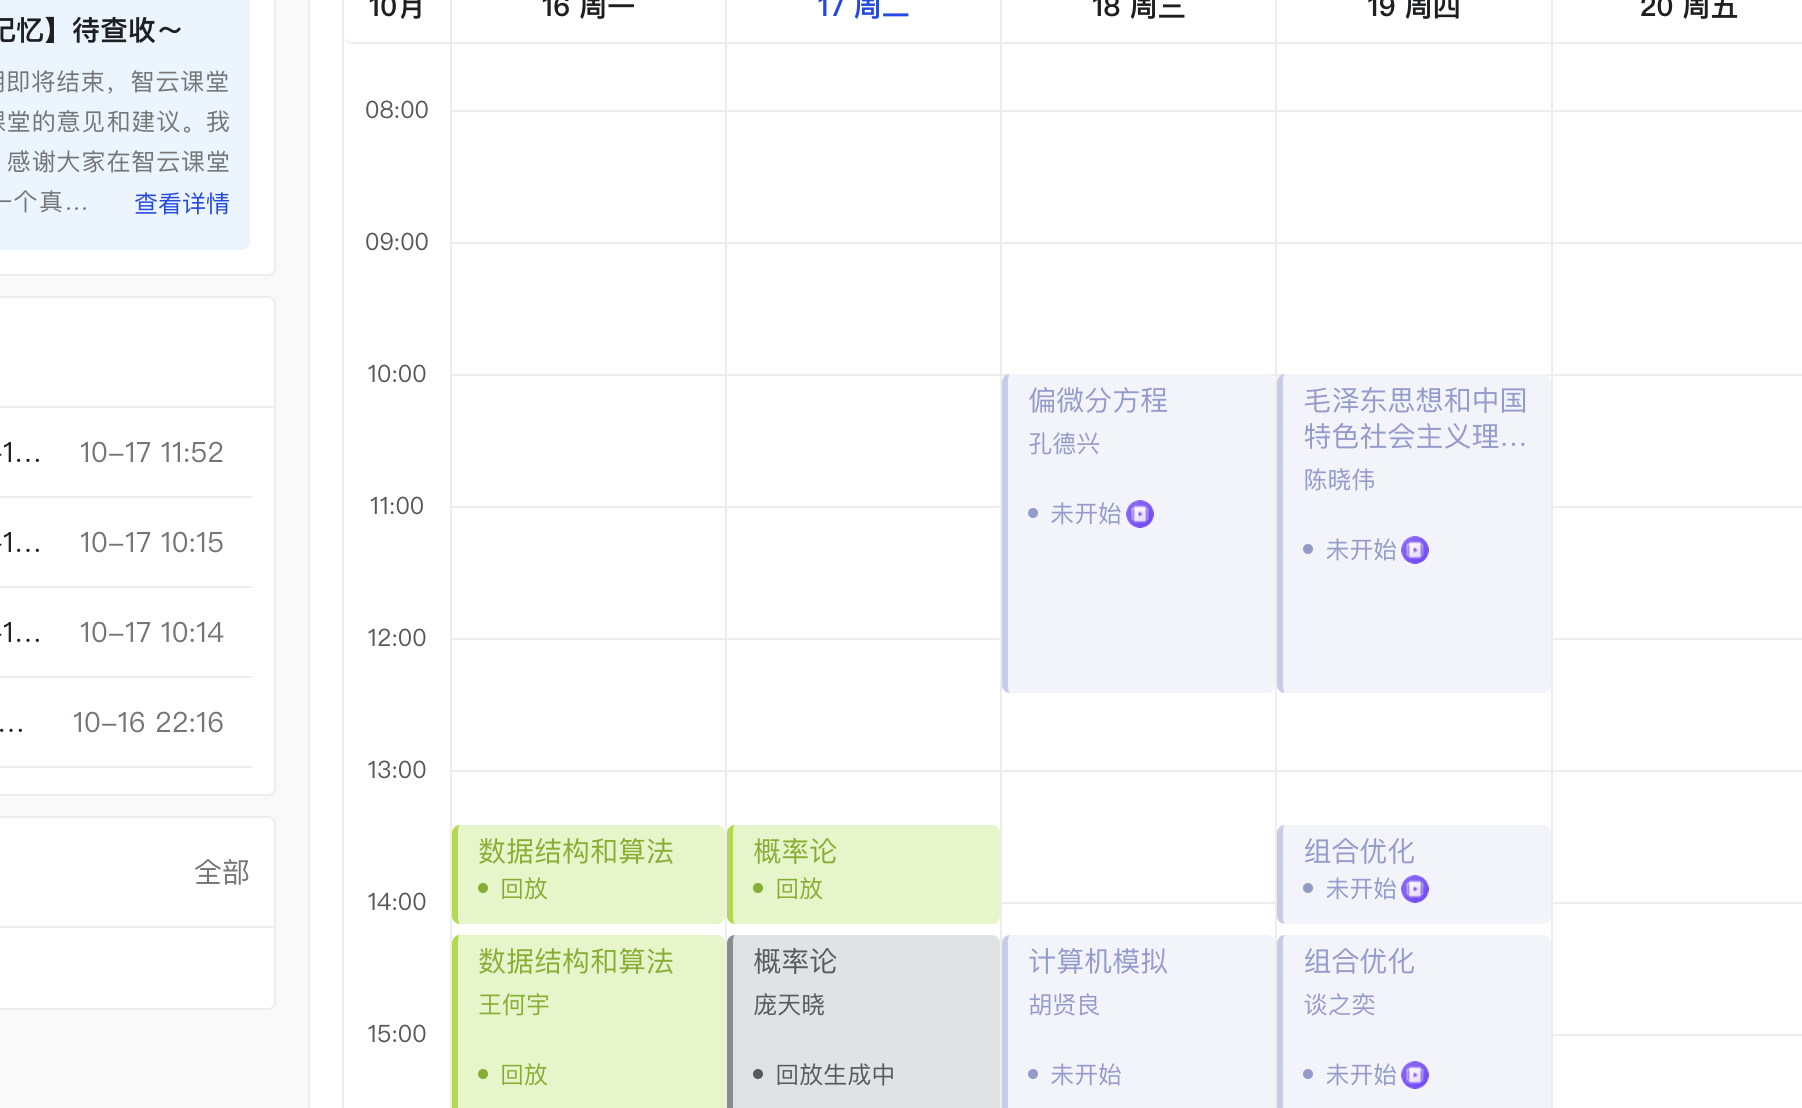 记忆】待查收～
期即将结束，智云课堂
课堂的意见和建议。我
感谢大家在智云课堂
一个真...
查看详情
-1...
10-17 11:52
-1...
10-17 10:15
-1...
10-17 10:14
...
10-16 22:16
全部
10月
16 周一
17 周二
18 周三
19 周四
20 周五
08:00
09:00
10:00
11:00
12:00
13:00
14:00
15:00
数据结构和算法
回放
数据结构和算法
王何宇
回放
概率论
回放
概率论
庞天晓
回放生成中
偏微分方程
孔德兴
未开始
计算机模拟
胡贤良
未开始
毛泽东思想和中国
特色社会主义理...
陈晓伟
未开始
组合优化
未开始
组合优化
谈之奕
未开始